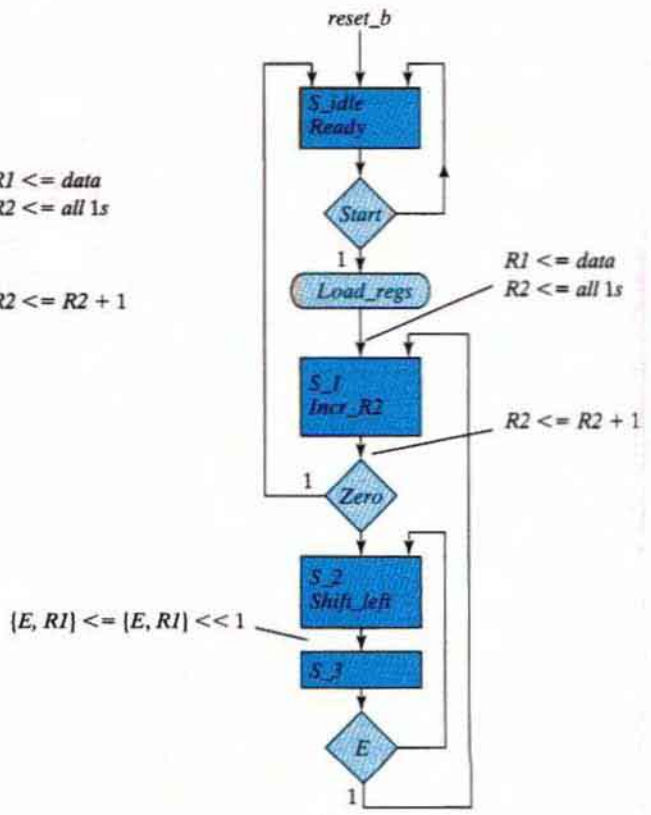 reset_b
S_idle
Ready
R1 <= data
R2 <= all 1s
Start
1
Load_regs
R1 <= data
R2 <= all 1s
R2 <= R2 + 1
S_1
Incr_R2
R2 <= R2 + 1
1
Zero
S_2
Shift_left
{E, R1} <= {E, R1} << 1
S_3
E
1